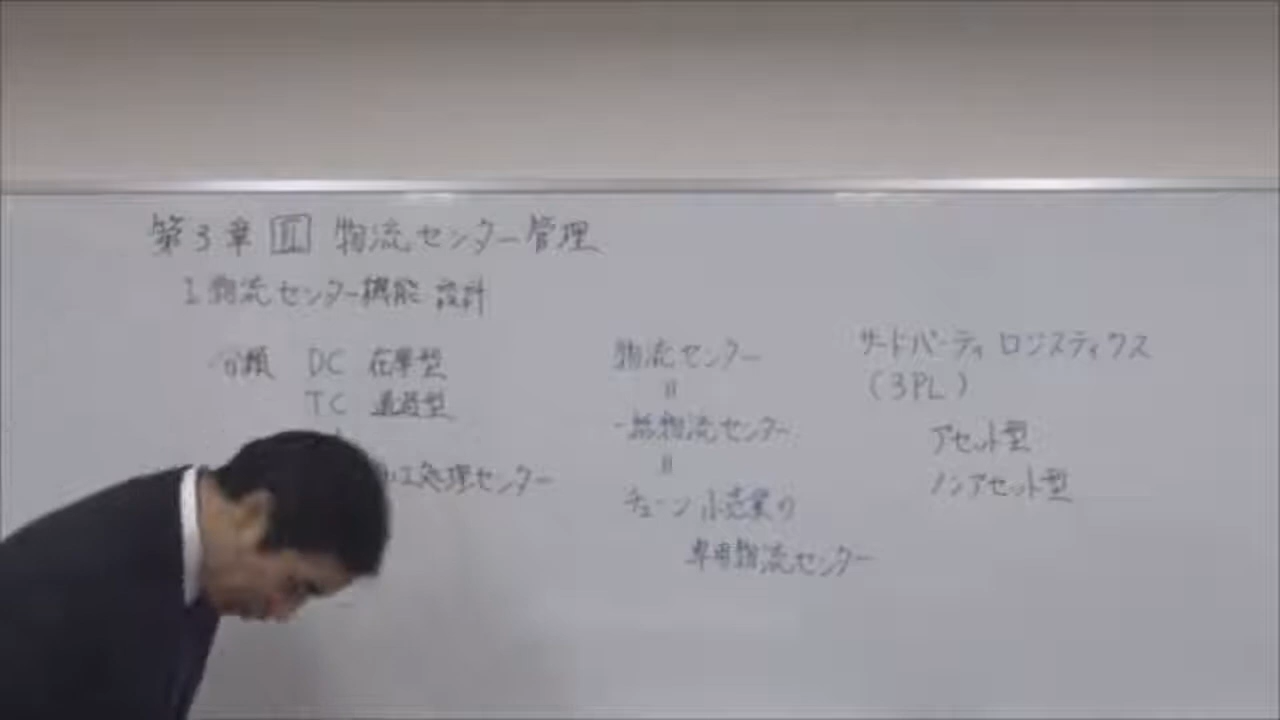 第3章 Ⅱ 物流センター管理
1.物流センター機能 設計
分類 DC 在庫型
TC 通過型
加工処理センター
物流センター
=
一括物流センター
=
チェーン小売業の
専用物流センター
サードパーティ ロジスティクス
(3PL)
アセット型
ノンアセット型